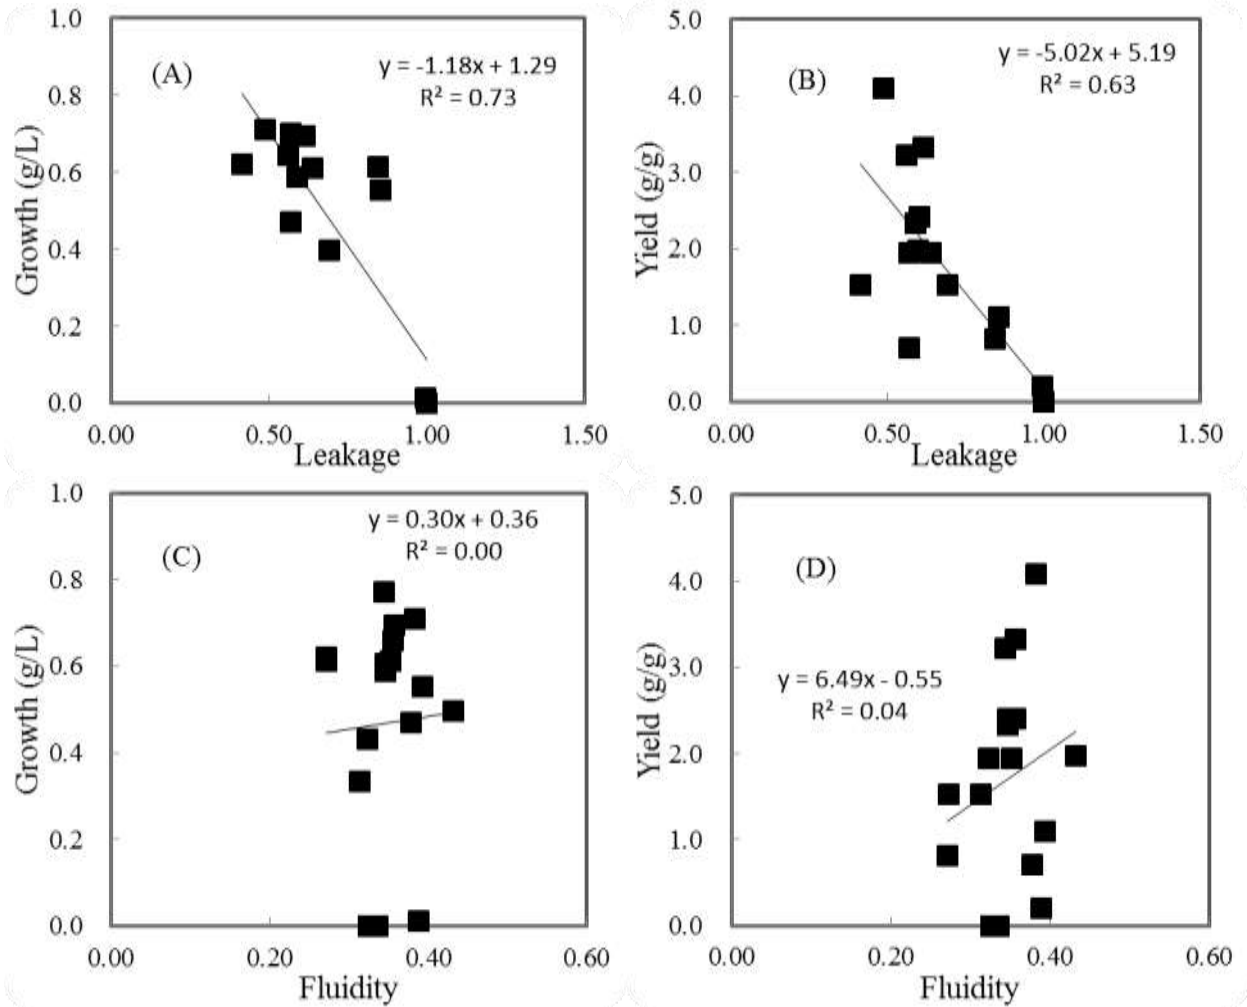 (A)
y = -1.18x + 1.29
R² = 0.73
Growth (g/L)
1.0
0.8
0.6
0.4
0.2
0.0
0.00 0.50 1.00 1.50
Leakage
(B)
y = -5.02x + 5.19
R² = 0.63
Yield (g/g)
5.0
4.0
3.0
2.0
1.0
0.0
0.00 0.50 1.00 1.50
Leakage
(C)
y = 0.30x + 0.36
R² = 0.00
Growth (g/L)
1.0
0.8
0.6
0.4
0.2
0.0
0.00 0.20 0.40 0.60
Fluidity
(D)
y = 6.49x - 0.55
R² = 0.04
Yield (g/g)
5.0
4.0
3.0
2.0
1.0
0.0
0.00 0.20 0.40 0.60
Fluidity